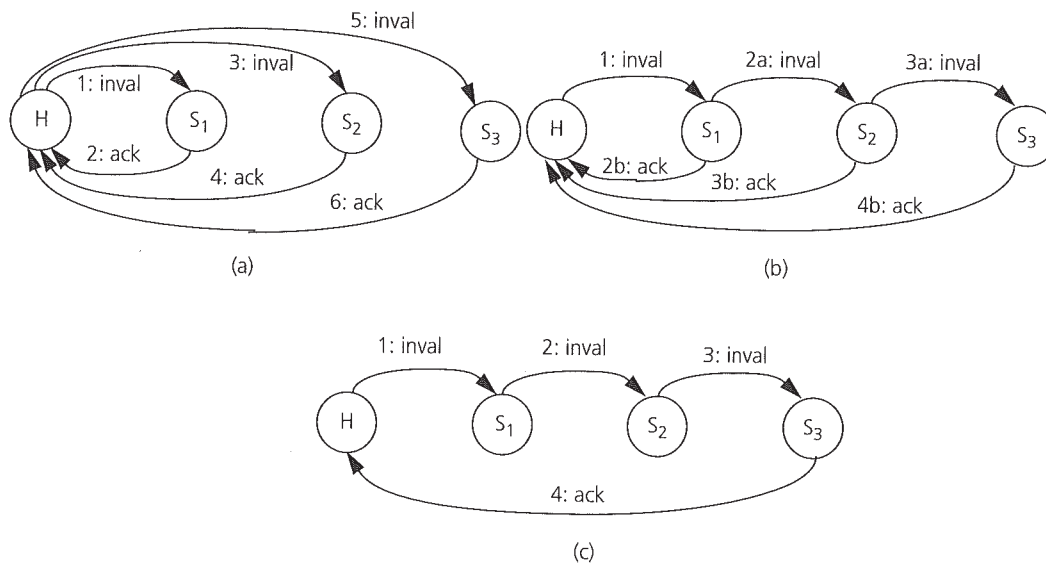 5: inval
3: inval
1: inval
H
S₁
S₂
S₃
2: ack
4: ack
6: ack
(a)
1: inval
2a: inval
3a: inval
H
S₁
S₂
S₃
2b: ack
3b: ack
4b: ack
(b)
1: inval
2: inval
3: inval
H
S₁
S₂
S₃
4: ack
(c)